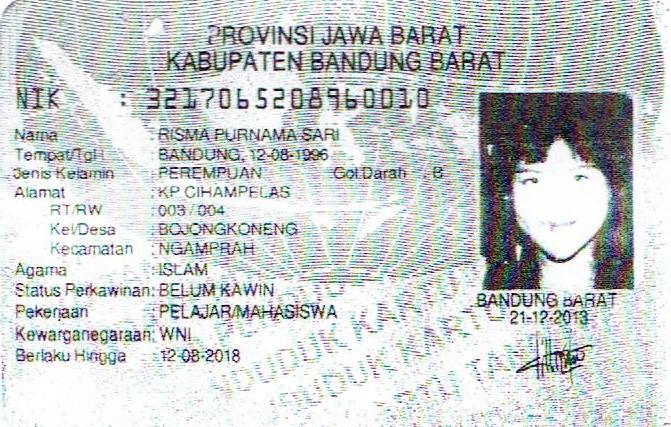 PROVINSI JAWA BARAT
KABUPATEN BANDUNG BARAT
NIK : 3217065208960010
Nama : RISMA PURNAMA SARI
Tempat/Tgl : BANDUNG, 12-08-1996
Jenis Kelamin : PEREMPUAN Gol Darah : B
Alamat : KP CIHAMPELAS
RT/RW : 003 / 004
Kel/Desa : BOJONGKONENG
Kecamatan : NGAMPRAH
Agama : ISLAM
Status Perkawinan: BELUM KAWIN
Pekerjaan : PELAJAR/MAHASISWA
Kewarganegaraan: WNI
Berlaku Hingga : 12-08-2018
BANDUNG BARAT
21-12-2013